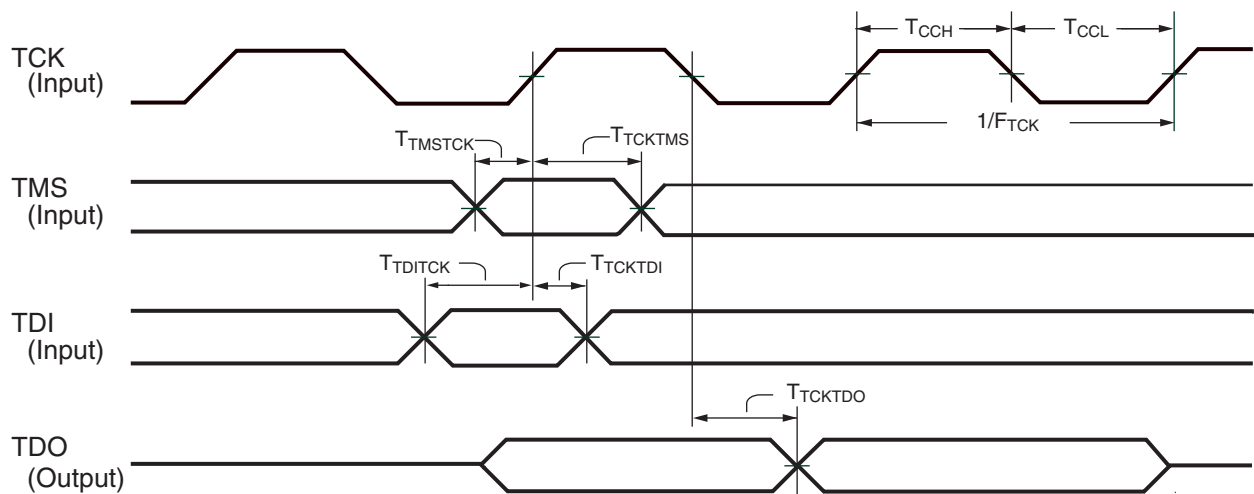 TCK
(Input)
TCCH
TCCL
1/FTCK
TTMSTCK
TTCKTMS
TMS
(Input)
TTDITCK
TTCKTDI
TDI
(Input)
TTCKTDO
TDO
(Output)